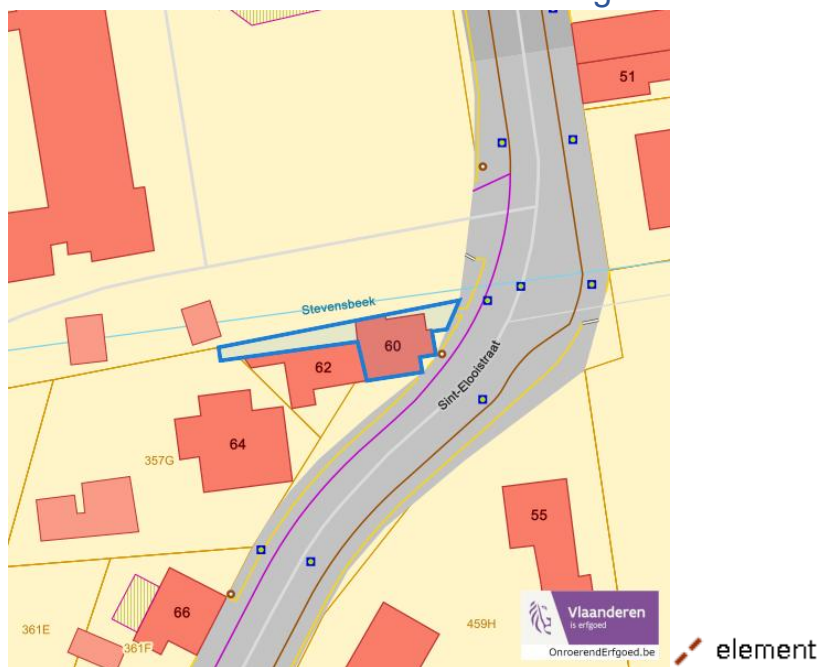 51
Stevensbeek
60
62
Sint-Elooistraat
64
357G
55
66
361E
361F
459H
Vlaanderen
is erfgoed
OnroerendErfgoed.be
element